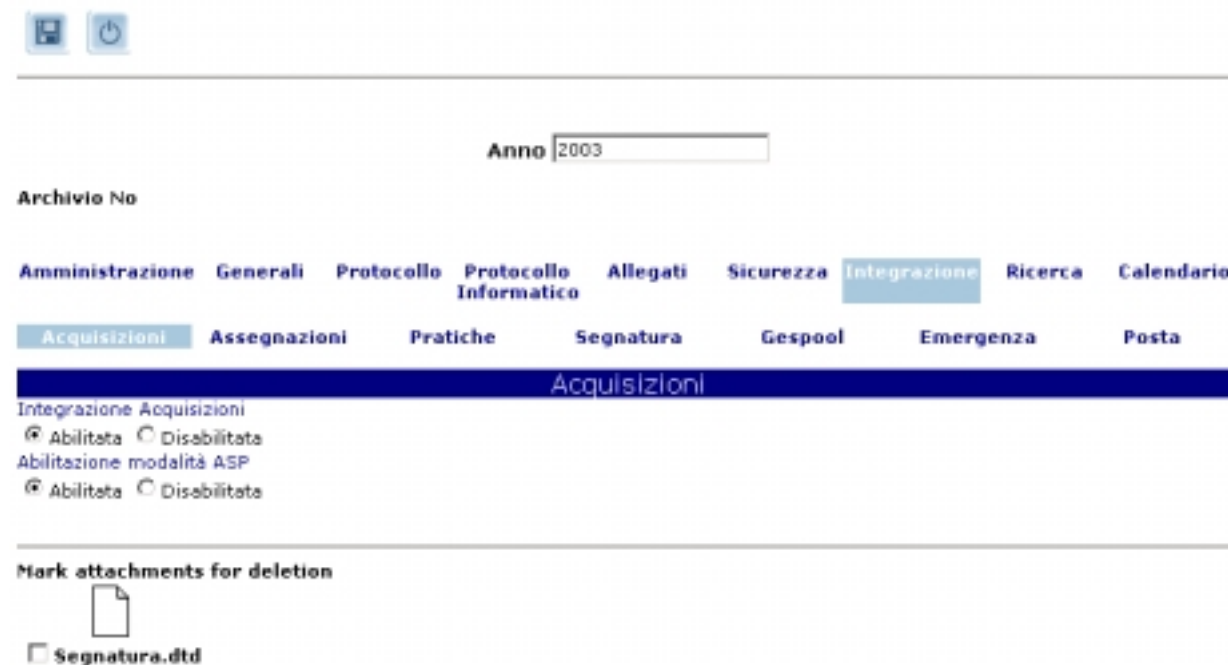 Anno 2003
Archivio No
Amministrazione Generali Protocollo Protocollo Informatico Allegati Sicurezza Integrazione Ricerca Calendario
Acquisizioni Assegnazioni Pratiche Segnatura Gespool Emergenza Posta
Acquisizioni
Integrazione Acquisizioni
Abilitata Disabilitata
Abilitazione modalità ASP
Abilitata Disabilitata
Mark attachments for deletion
Segnatura.dtd